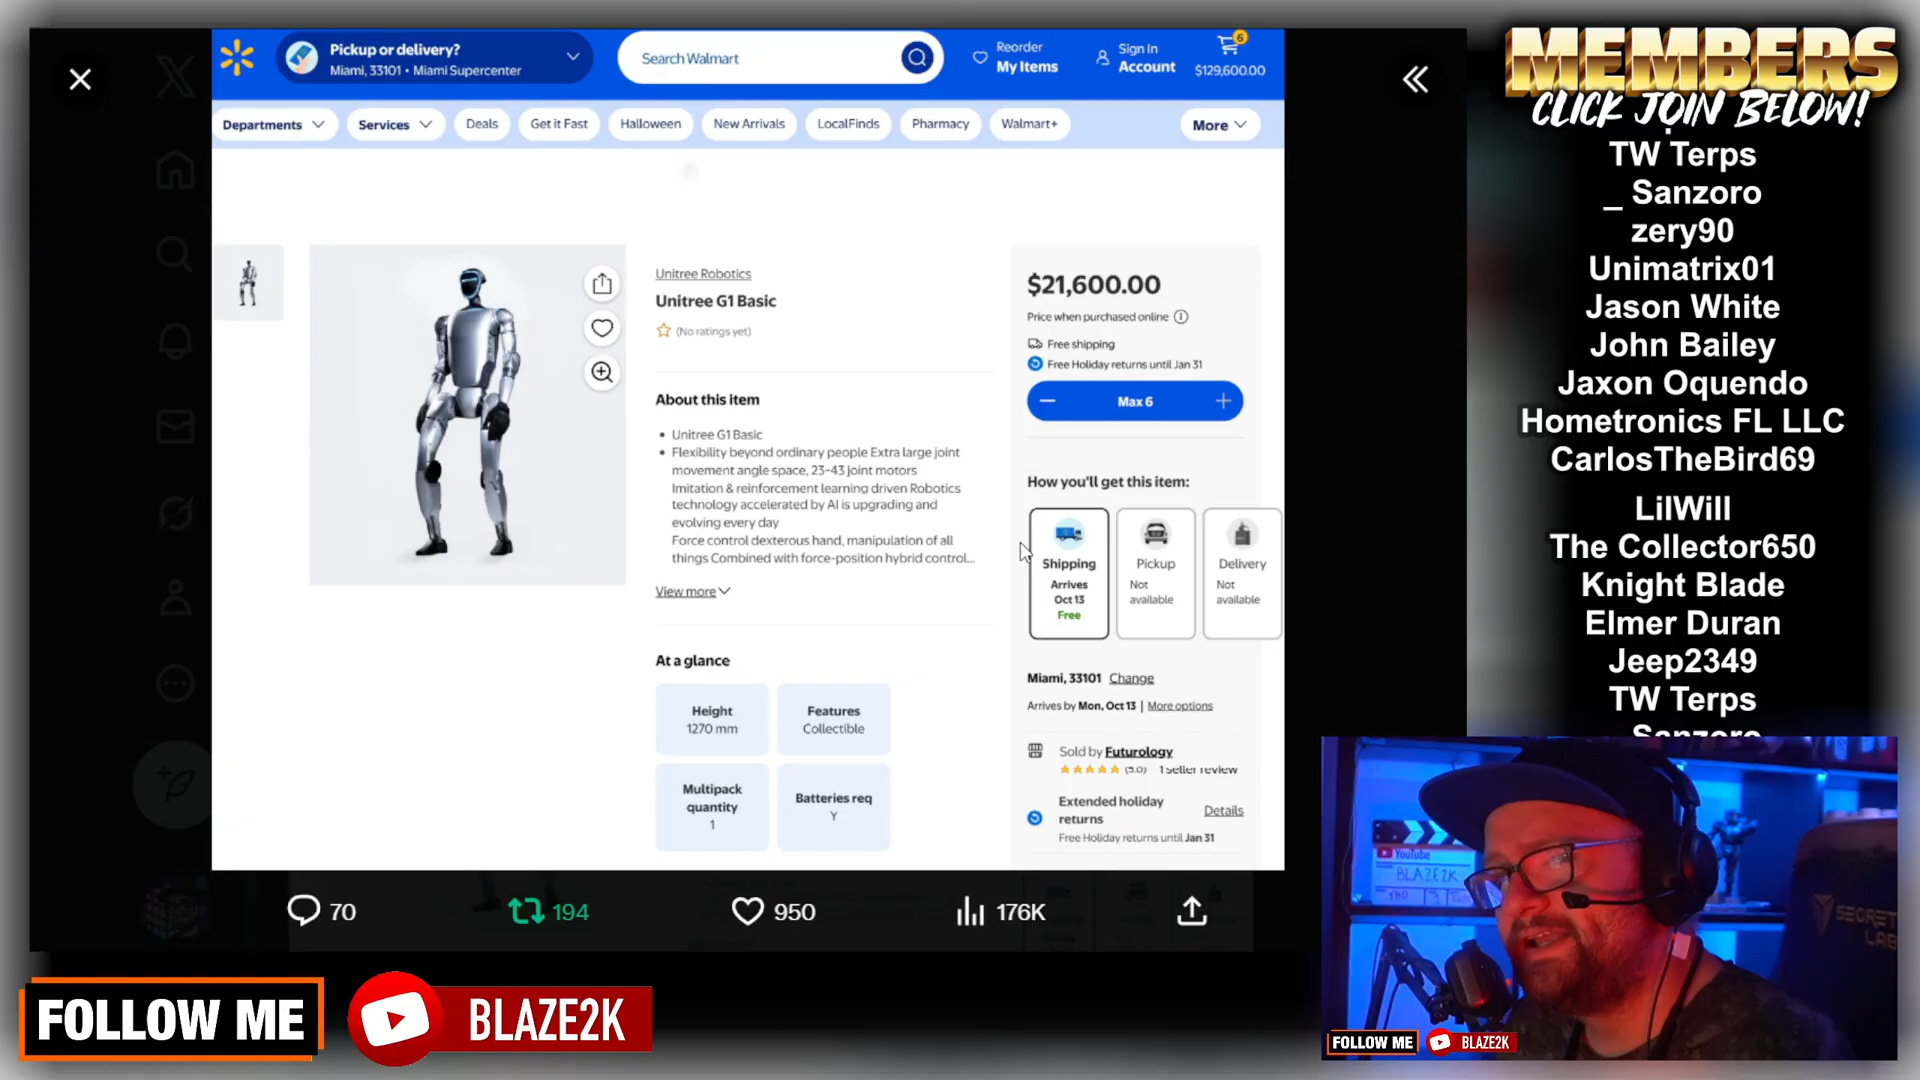 Pickup or delivery?
Miami, 33101 • Miami Supercenter
Search Walmart
Reorder
My Items
Sign In
Account
6
$129,600.00
Departments
Services
Deals
Get it Fast
Halloween
New Arrivals
LocalFinds
Pharmacy
Walmart+
More
Unitree Robotics
Unitree G1 Basic
(No ratings yet)
About this item
• Unitree G1 Basic
• Flexibility beyond ordinary people Extra large joint
movement angle space, 23-43 joint motors
Imitation & reinforcement learning driven Robotics
technology accelerated by AI is upgrading and
evolving every day
Force control dexterous hand, manipulation of all
things Combined with force-position hybrid control...
View more
At a glance
Height
1270 mm
Features
Collectible
Multipack
quantity
1
Batteries req
Y
$21,600.00
Price when purchased online
Free shipping
Free Holiday returns until Jan 31
− Max 6 +
How you'll get this item:
Shipping
Arrives
Oct 13
Free
Pickup
Not
available
Delivery
Not
available
Miami, 33101 Change
Arrives by Mon, Oct 13 | More options
Sold by Futurology
(5.0) 1 seller review
Extended holiday
returns
Details
Free Holiday returns until Jan 31
70
194
950
176K
MEMBERS
CLICK JOIN BELOW!
TW Terps
_ Sanzoro
zery90
Unimatrix01
Jason White
John Bailey
Jaxon Oquendo
Hometronics FL LLC
CarlosTheBird69
LilWill
The Collector650
Knight Blade
Elmer Duran
Jeep2349
TW Terps
Sanzoro
YouTube
BLAZE2K
FOLLOW ME
BLAZE2K
FOLLOW ME
BLAZE2K